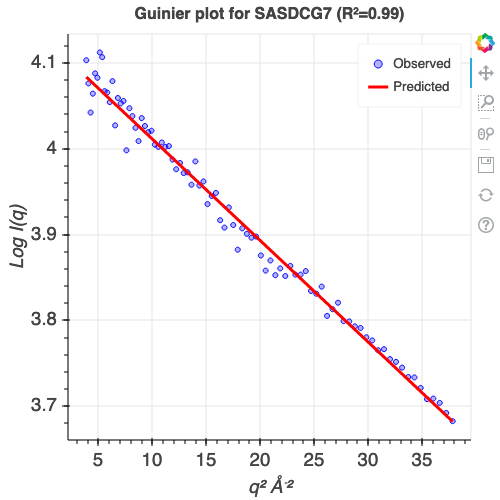 Guinier plot for SASDCG7 (R²=0.99)
Observed
Predicted
4.1
4
3.9
3.8
3.7
Log I(q)
5
10
15
20
25
30
35
q² Å⁻²